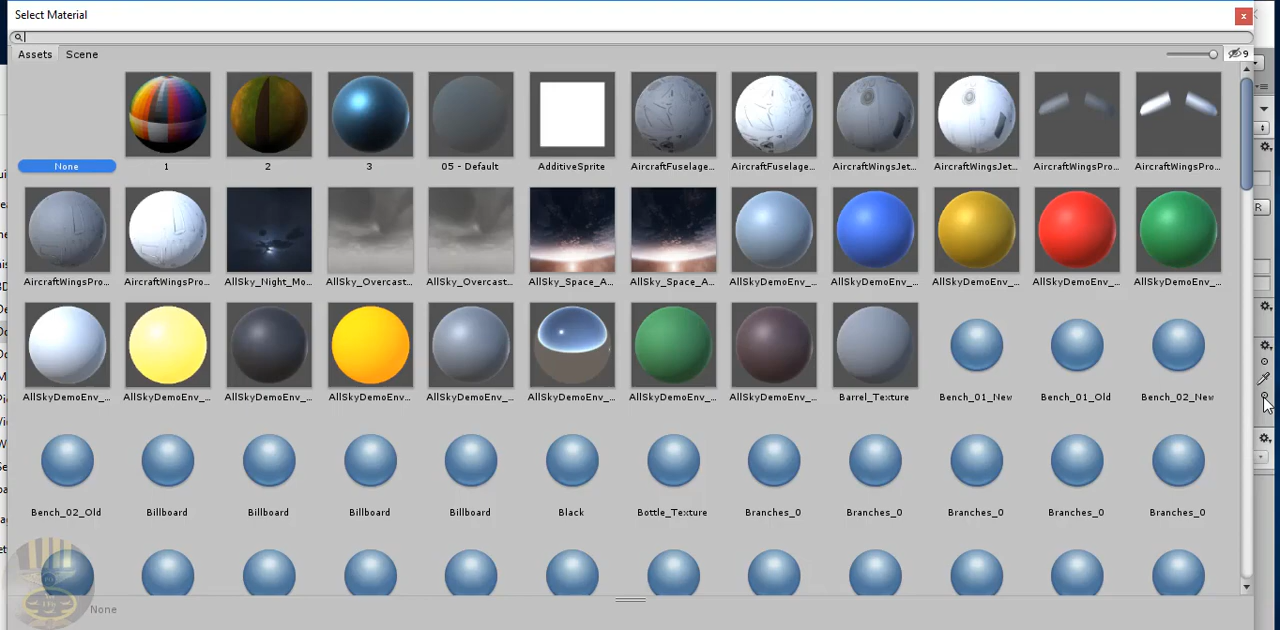 Select Material
x
Assets Scene
9
None 1 2 3 05 - Default AdditiveSprite AircraftFuselage... AircraftFuselage... AircraftWingsJet... AircraftWingsJet... AircraftWingsPro... AircraftWingsPro...
AircraftWingsPro... AircraftWingsPro... AllSky_Night_Mo... AllSky_Overcast... AllSky_Overcast... AllSky_Space_A... AllSky_Space_A... AllSkyDemoEnv_... AllSkyDemoEnv_... AllSkyDemoEnv_... AllSkyDemoEnv_... AllSkyDemoEnv_...
AllSkyDemoEnv_... AllSkyDemoEnv_... AllSkyDemoEnv_... AllSkyDemoEnv... AllSkyDemoEnv_... AllSkyDemoEnv_... AllSkyDemoEnv_... AllSkyDemoEnv_... Barrel_Texture Bench_01_New Bench_01_Old Bench_02_New
Bench_02_Old Billboard Billboard Billboard Billboard Black Bottle_Texture Branches_0 Branches_0 Branches_0 Branches_0 Branches_0
None
R